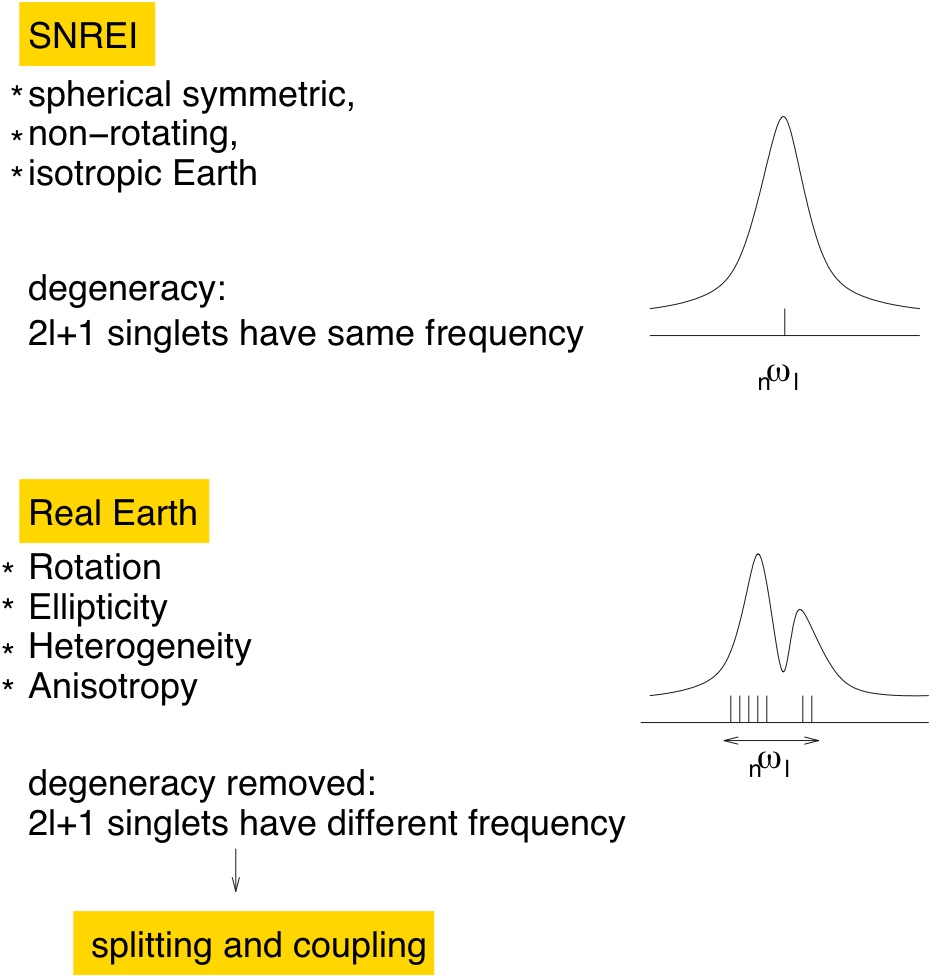 SNREI
* spherical symmetric,
* non−rotating,
* isotropic Earth
degeneracy:
2l+1 singlets have same frequency
nωl
Real Earth
* Rotation
* Ellipticity
* Heterogeneity
* Anisotropy
nωl
degeneracy removed:
2l+1 singlets have different frequency
splitting and coupling